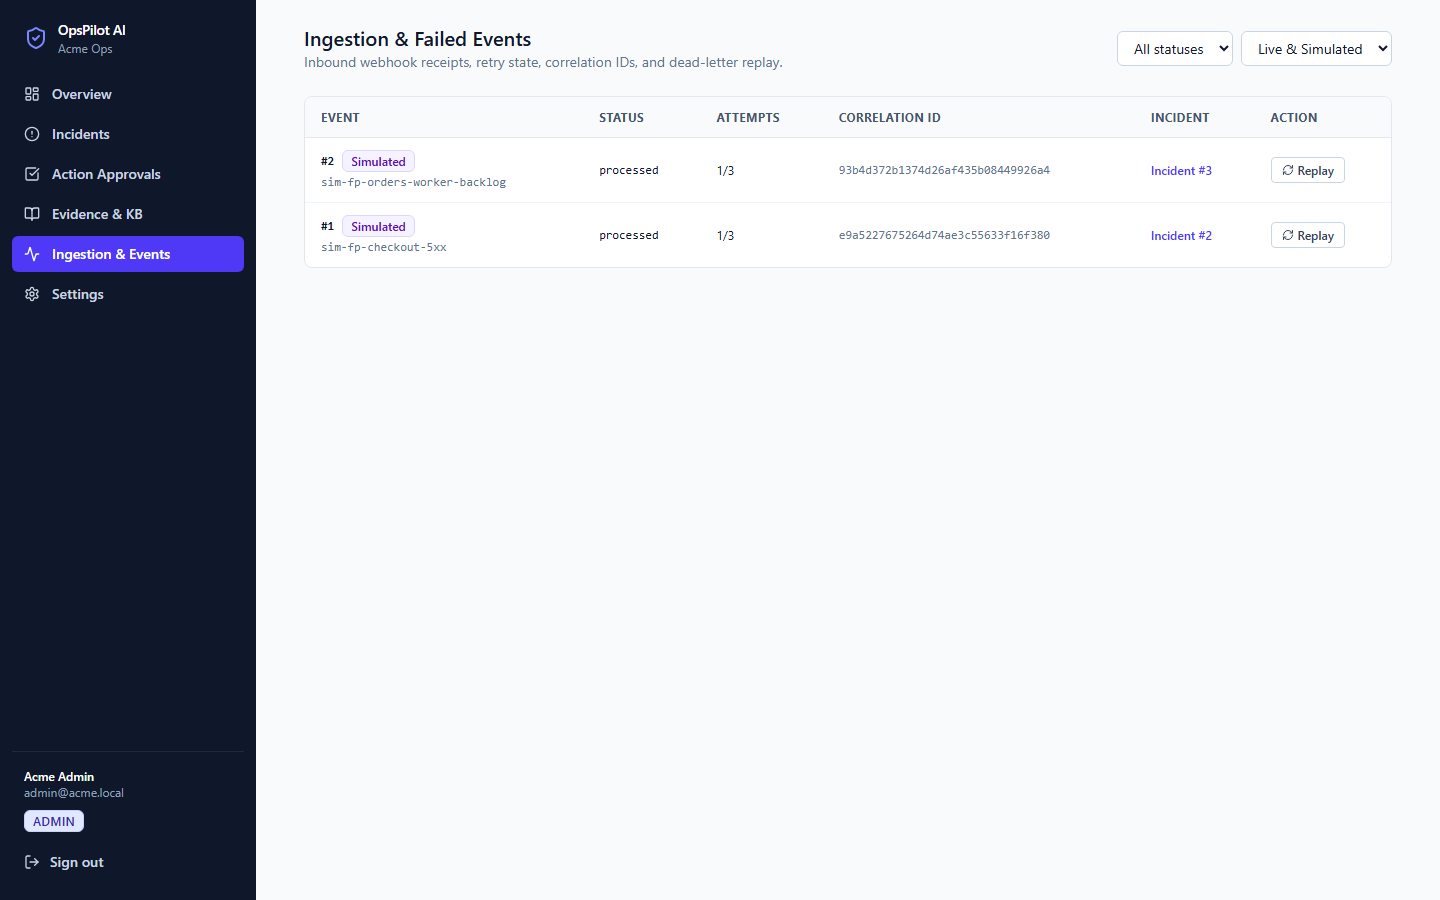 OpsPilot AI
Acme Ops
Overview
Incidents
Action Approvals
Evidence & KB
Ingestion & Events
Settings
Acme Admin
admin@acme.local
ADMIN
Sign out
Ingestion & Failed Events
Inbound webhook receipts, retry state, correlation IDs, and dead-letter replay.
All statuses
Live & Simulated
EVENT STATUS ATTEMPTS CORRELATION ID INCIDENT ACTION
#2 Simulated
sim-fp-orders-worker-backlog
processed 1/3 93b4d372b1374d26af435b08449926a4 Incident #3 Replay
#1 Simulated
sim-fp-checkout-5xx
processed 1/3 e9a5227675264d74ae3c55633f16f380 Incident #2 Replay